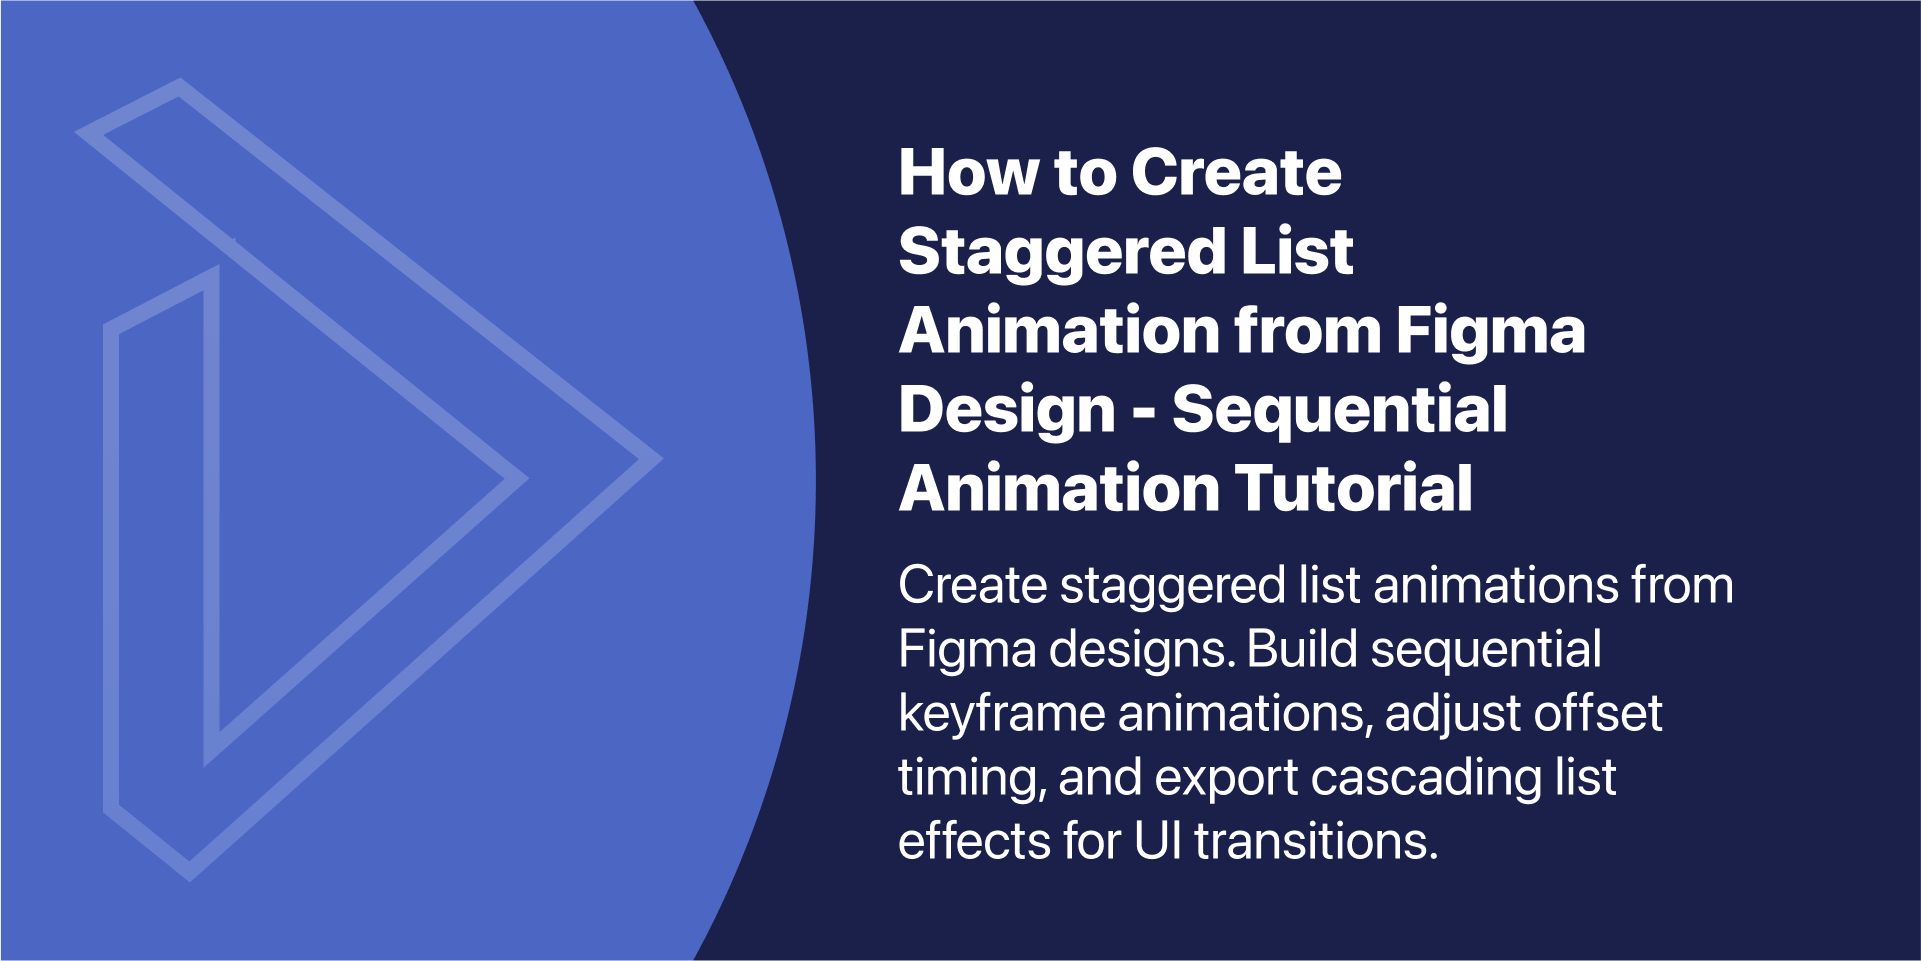 How to Create
Staggered List
Animation from Figma
Design - Sequential
Animation Tutorial
Create staggered list animations from
Figma designs. Build sequential
keyframe animations, adjust offset
timing, and export cascading list
effects for UI transitions.